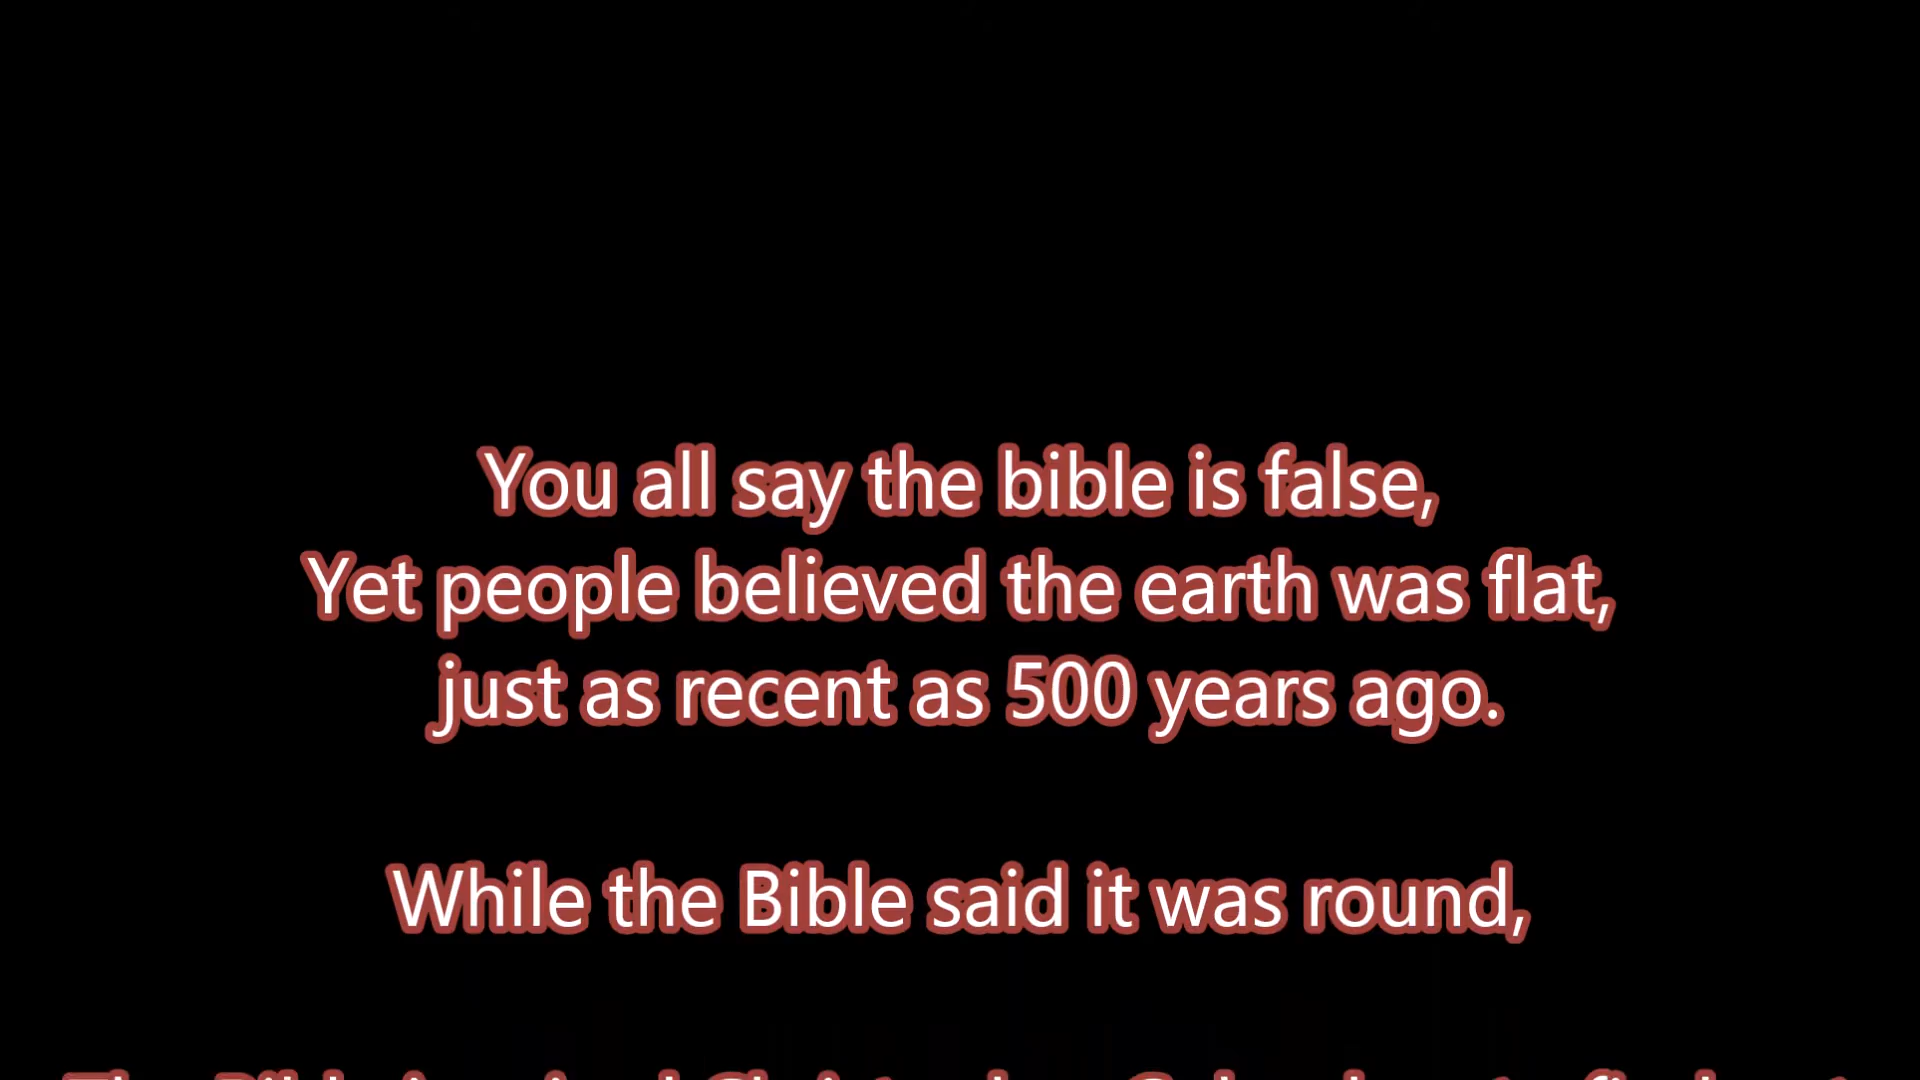 You all say the bible is false,
Yet people believed the earth was flat,
just as recent as 500 years ago.
While the Bible said it was round,